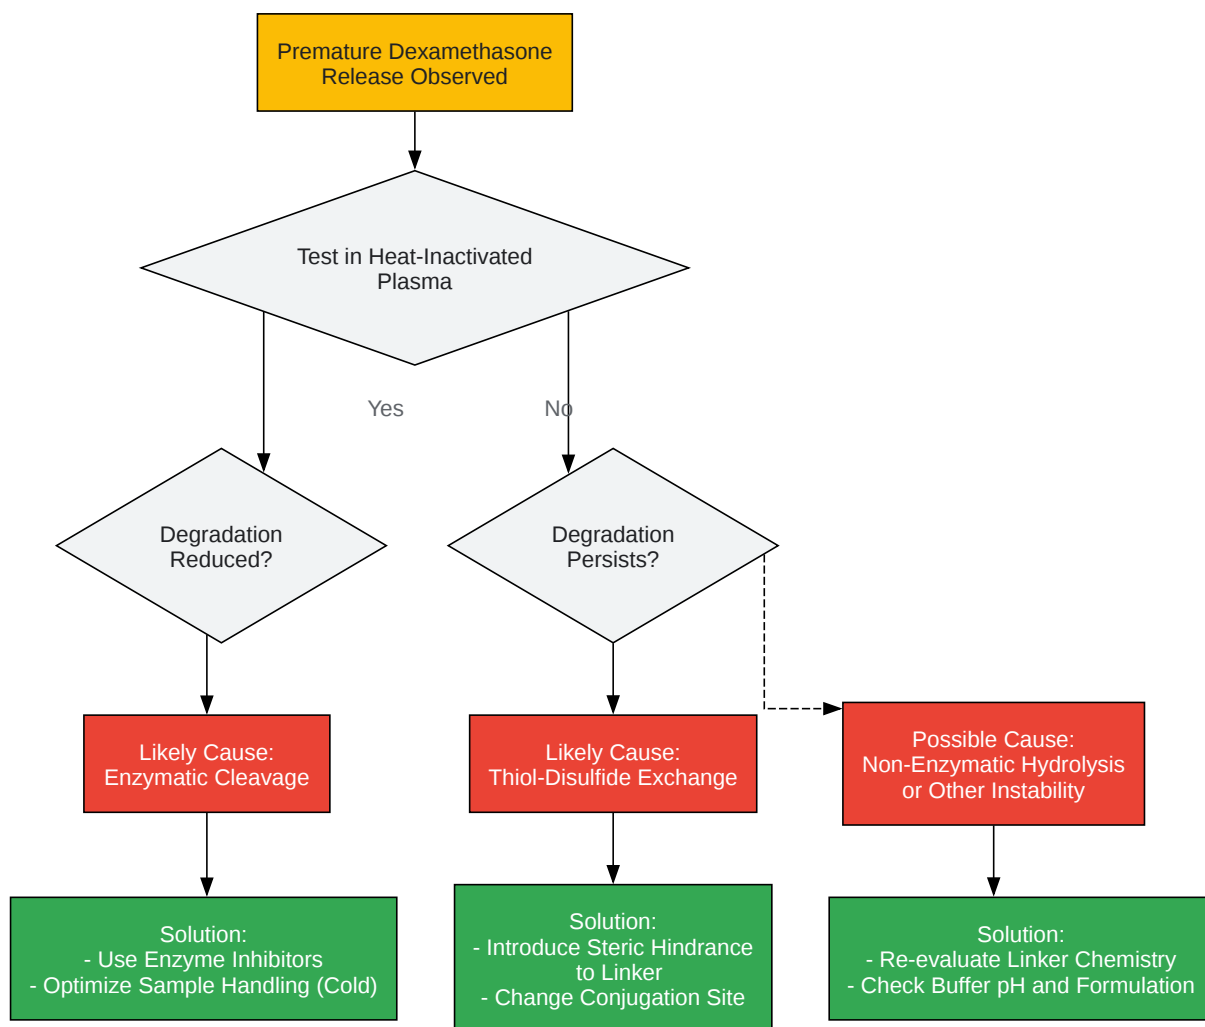 Premature Dexamethasone
Release Observed
Test in Heat-Inactivated
Plasma
Yes
No
Degradation
Reduced?
Degradation
Persists?
Likely Cause:
Enzymatic Cleavage
Likely Cause:
Thiol-Disulfide Exchange
Possible Cause:
Non-Enzymatic Hydrolysis
or Other Instability
Solution:
- Use Enzyme Inhibitors
- Optimize Sample Handling (Cold)
Solution:
- Introduce Steric Hindrance
to Linker
- Change Conjugation Site
Solution:
- Re-evaluate Linker Chemistry
- Check Buffer pH and Formulation